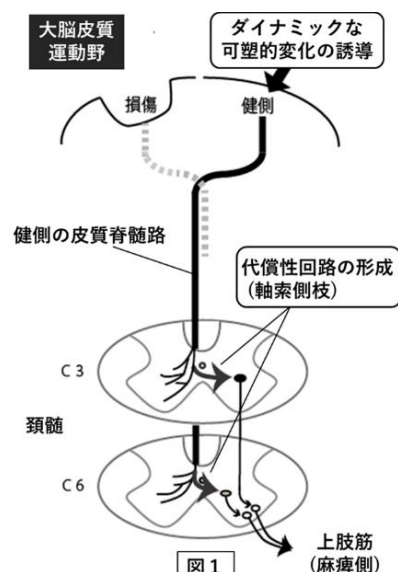 大脳皮質
運動野
ダイナミックな
可塑的変化の誘導
損傷
健側
健側の皮質脊髄路
代償性回路の形成
(軸索側枝)
C3
頚髄
C6
上肢筋
(麻痺側)
図1